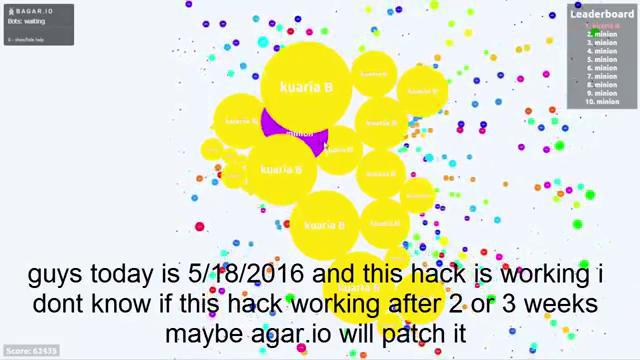 BAGAR.IO
Bots: waiting
Leaderboard
2. minion
3. minion
4. minion
5. minion
6. minion
7. minion
8. minion
9. minion
10. minion
kuaria B
kuaria B
minion
kuaria B
kuaria B
guys today is 5/18/2016 and this hack is working i
dont know if this hack working after 2 or 3 weeks
maybe agar.io will patch it
Score: 62435